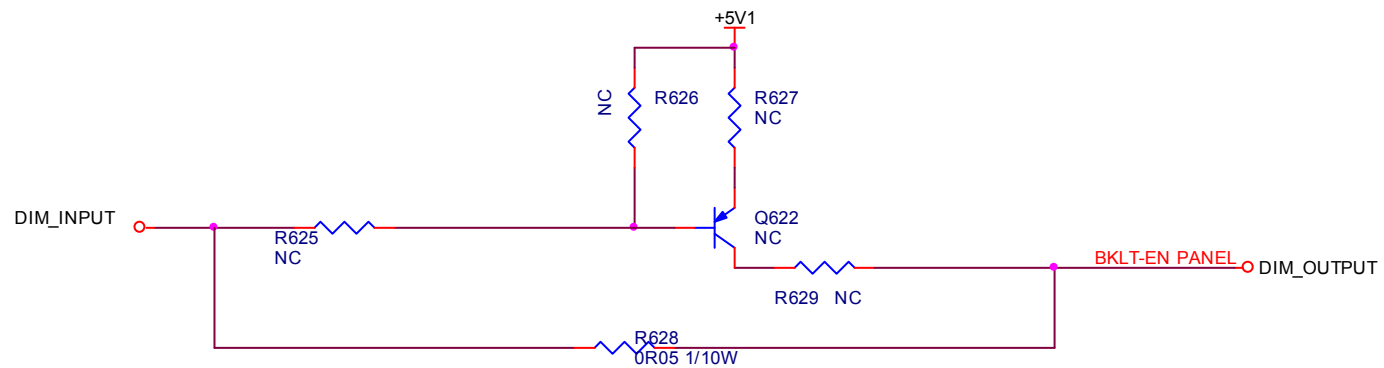 +5V1
NC
R626
R627
NC
DIM_INPUT
R625
NC
Q622
NC
BKLT-EN PANEL
DIM_OUTPUT
R629 NC
R628
0R05 1/10W